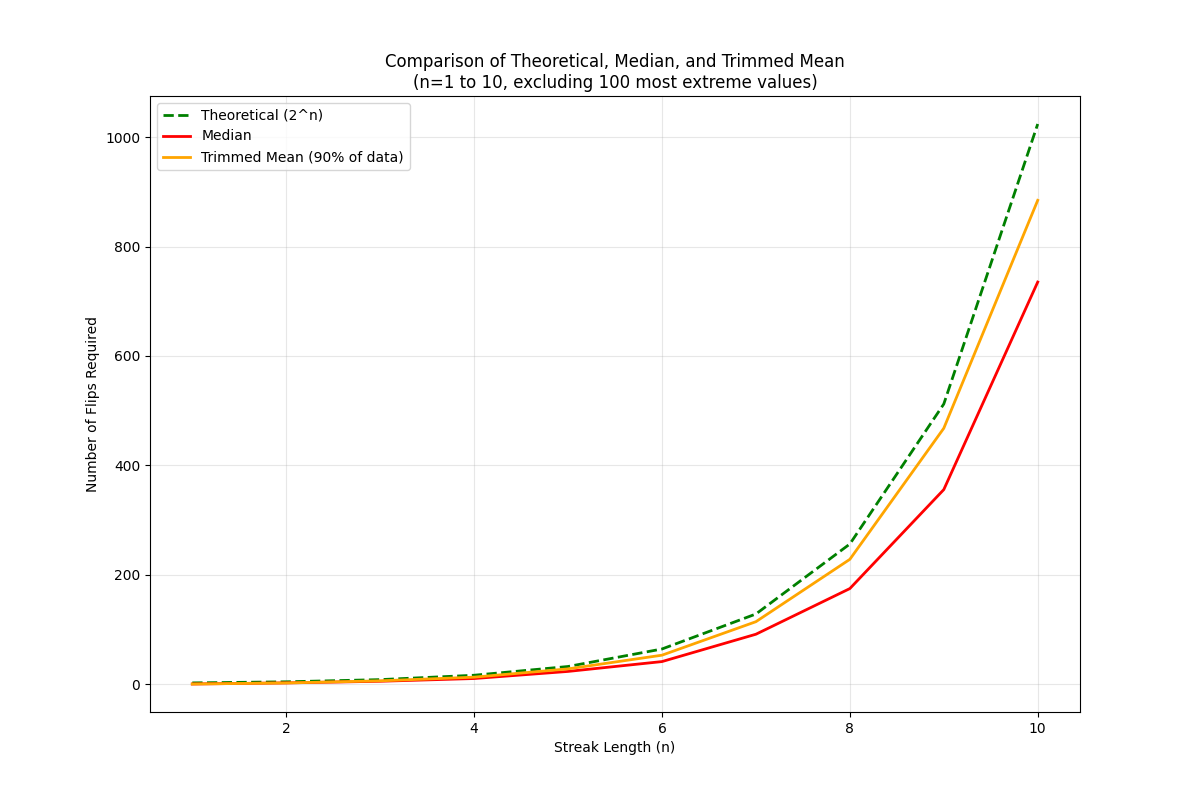 Comparison of Theoretical, Median, and Trimmed Mean
(n=1 to 10, excluding 100 most extreme values)
Theoretical (2^n)
Median
Trimmed Mean (90% of data)
1000
800
600
400
200
0
Number of Flips Required
2
4
6
8
10
Streak Length (n)